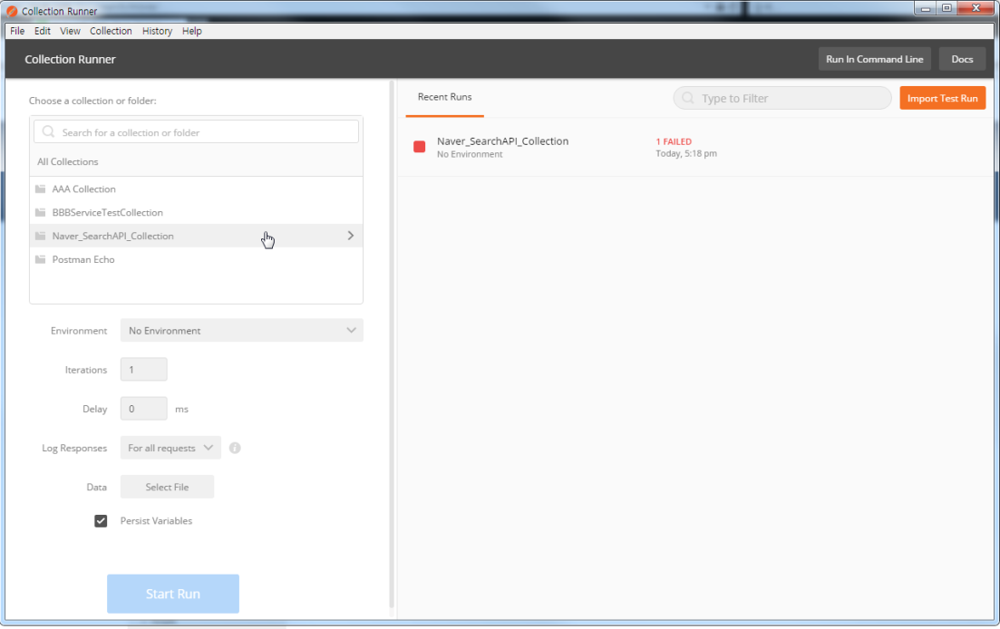 Collection Runner
File Edit View Collection History Help
Collection Runner
Run In Command Line
Docs
Choose a collection or folder:
Search for a collection or folder
All Collections
AAA Collection
BBBServiceTestCollection
Naver_SearchAPI_Collection
Postman Echo
Environment No Environment
Iterations 1
Delay 0 ms
Log Responses For all requests
Data Select File
Persist Variables
Start Run
Recent Runs
Type to Filter
Import Test Run
Naver_SearchAPI_Collection
No Environment
1 FAILED
Today, 5:18 pm